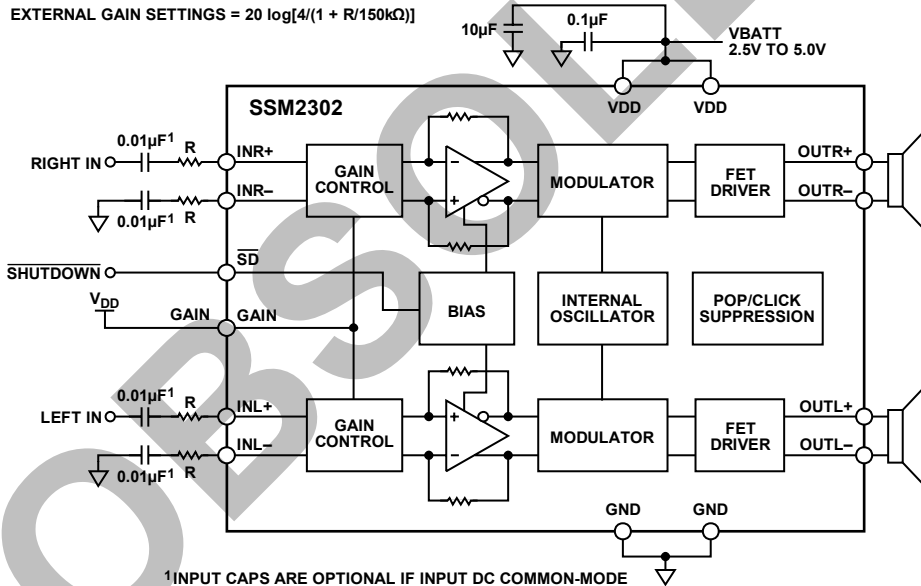 EXTERNAL GAIN SETTINGS = 20 log[4/(1 + R/150kΩ)]
10µF
0.1µF
VBATT
2.5V TO 5.0V
VDD
VDD
SSM2302
0.01µF¹
R
RIGHT IN
INR+
GAIN
CONTROL
MODULATOR
FET
DRIVER
OUTR+
INR–
OUTR–
0.01µF¹
R
SHUTDOWN
SD
BIAS
INTERNAL
OSCILLATOR
POP/CLICK
SUPPRESSION
VDD
GAIN
GAIN
0.01µF¹
R
LEFT IN
INL+
GAIN
CONTROL
MODULATOR
FET
DRIVER
OUTL+
INL–
OUTL–
0.01µF¹
R
GND
GND
¹INPUT CAPS ARE OPTIONAL IF INPUT DC COMMON-MODE
OBSOLE